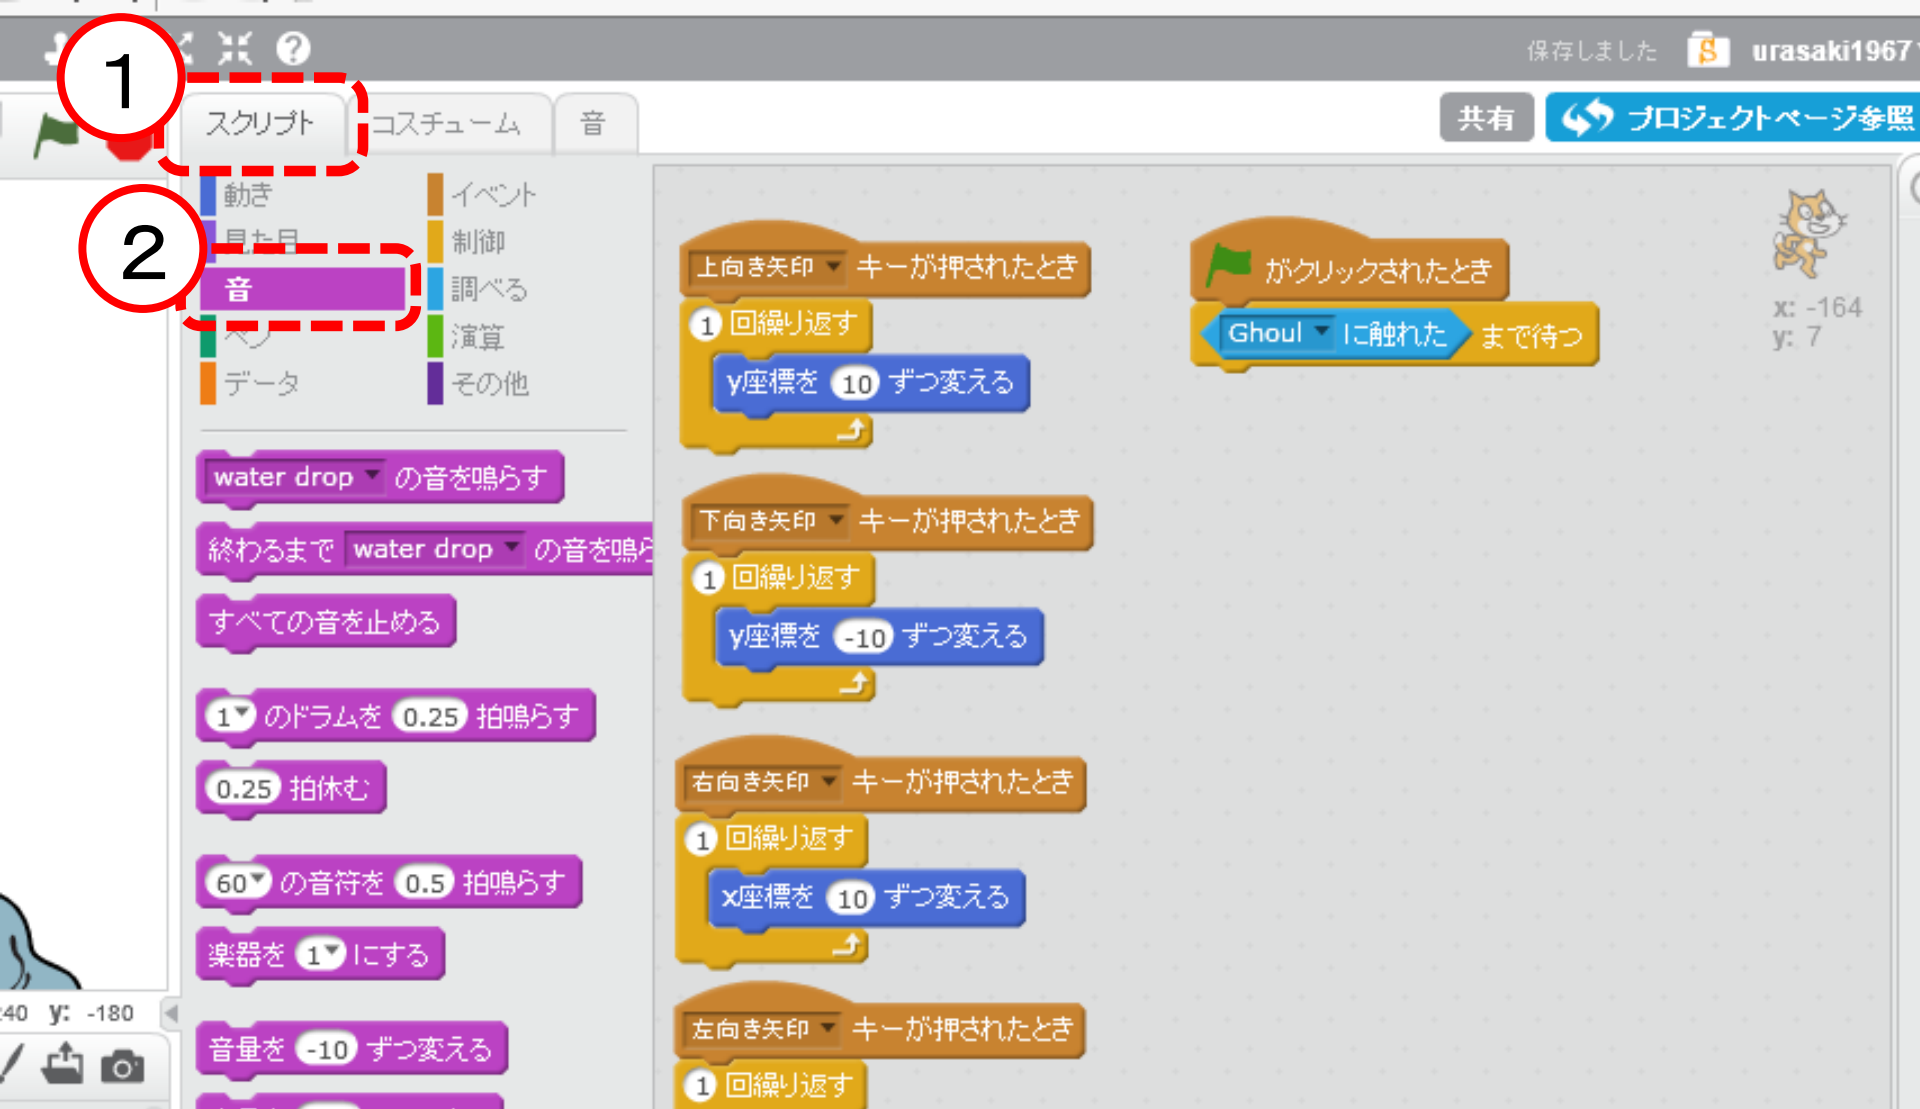 保存しました urasaki1967
1
スクリプト コスチューム 音
共有 プロジェクトページ参照
動き イベント
2
見た目 制御
音 調べる
ペン 演算
データ その他
water drop の音を鳴らす
終わるまで water drop の音を鳴ら
すべての音を止める
1 のドラムを 0.25 拍鳴らす
0.25 拍休む
60 の音符を 0.5 拍鳴らす
楽器を 1 にする
音量を -10 ずつ変える
上向き矢印 キーが押されたとき
1 回繰り返す
y座標を 10 ずつ変える
下向き矢印 キーが押されたとき
1 回繰り返す
y座標を -10 ずつ変える
右向き矢印 キーが押されたとき
1 回繰り返す
x座標を 10 ずつ変える
左向き矢印 キーが押されたとき
1 回繰り返す
がクリックされたとき
Ghoul に触れた まで待つ
x: -164
y: 7
40 y: -180